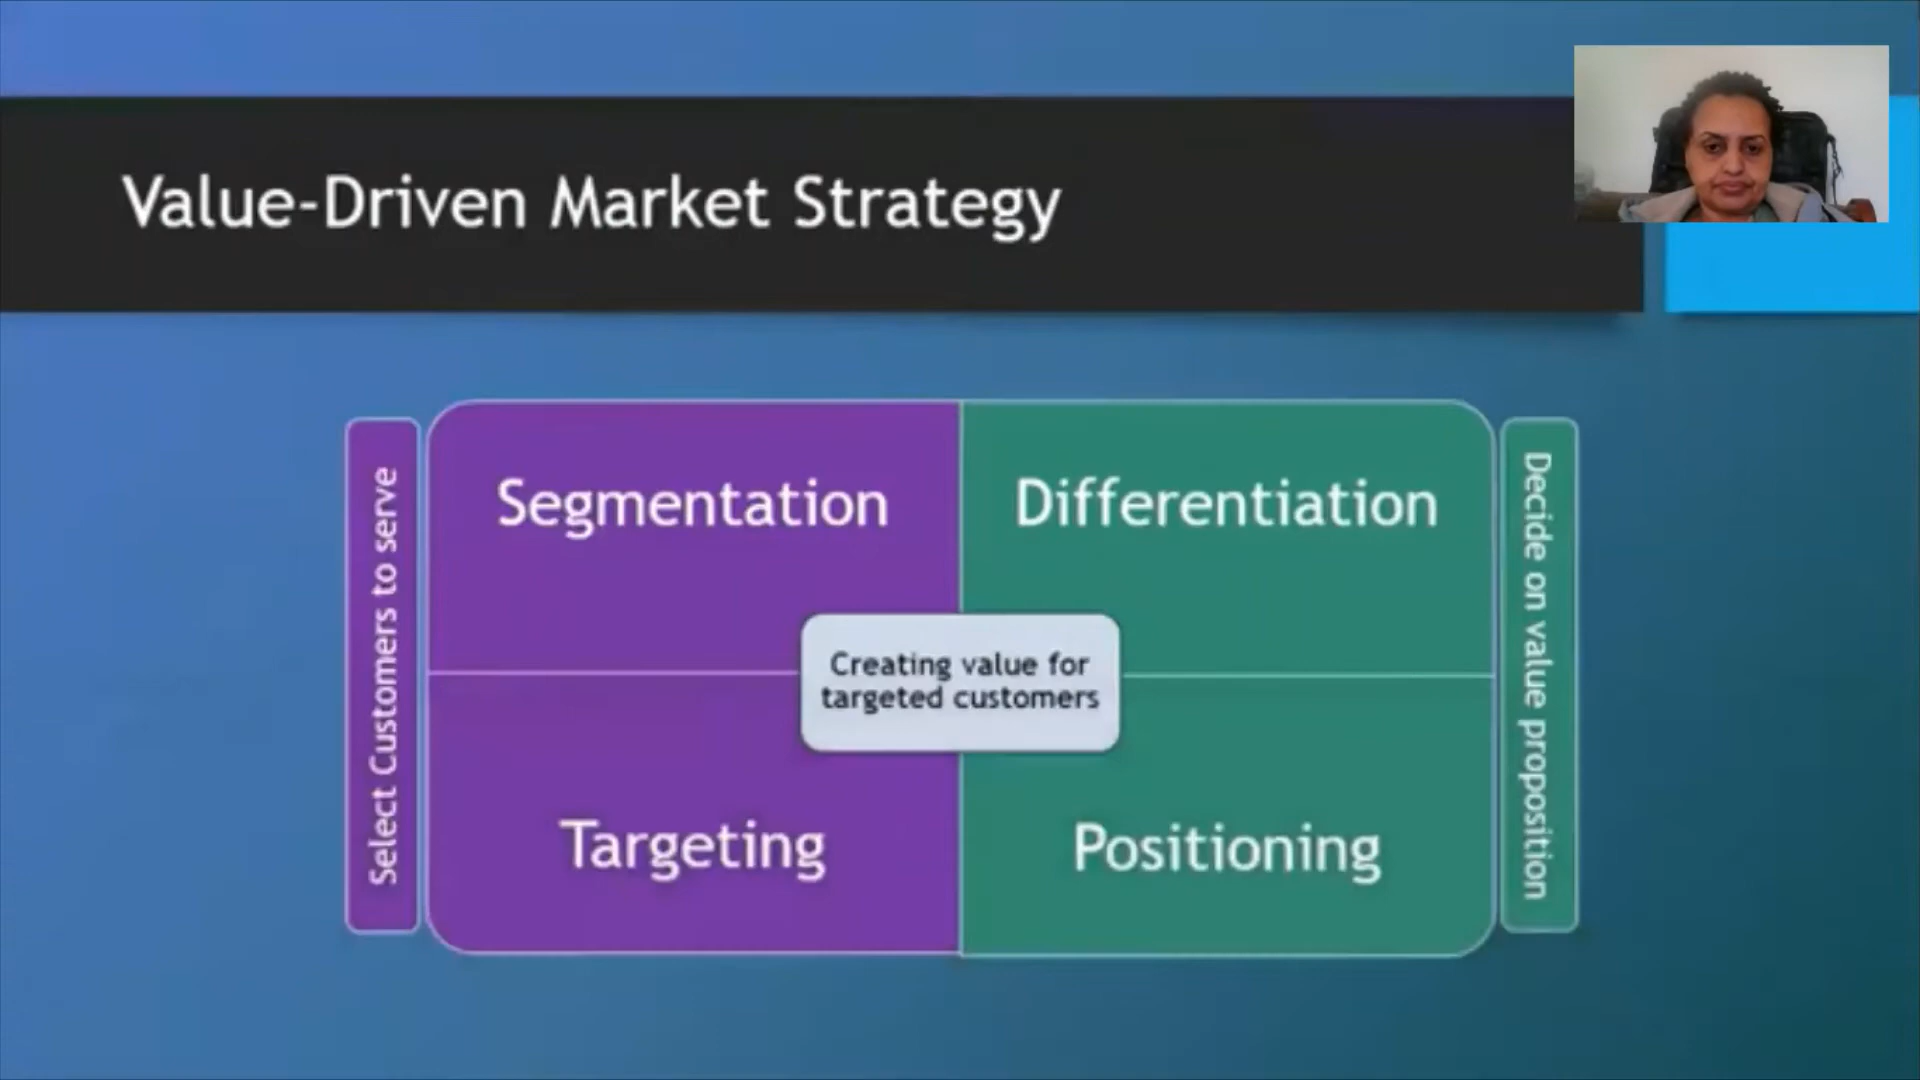 Value-Driven Market Strategy
Select Customers to serve
Segmentation
Differentiation
Creating value for
targeted customers
Targeting
Positioning
Decide on value proposition